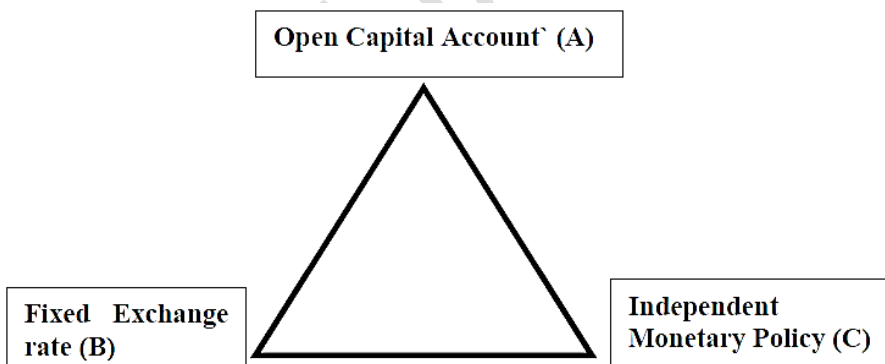 Open Capital Account` (A)
Fixed Exchange
rate (B)
Independent
Monetary Policy (C)